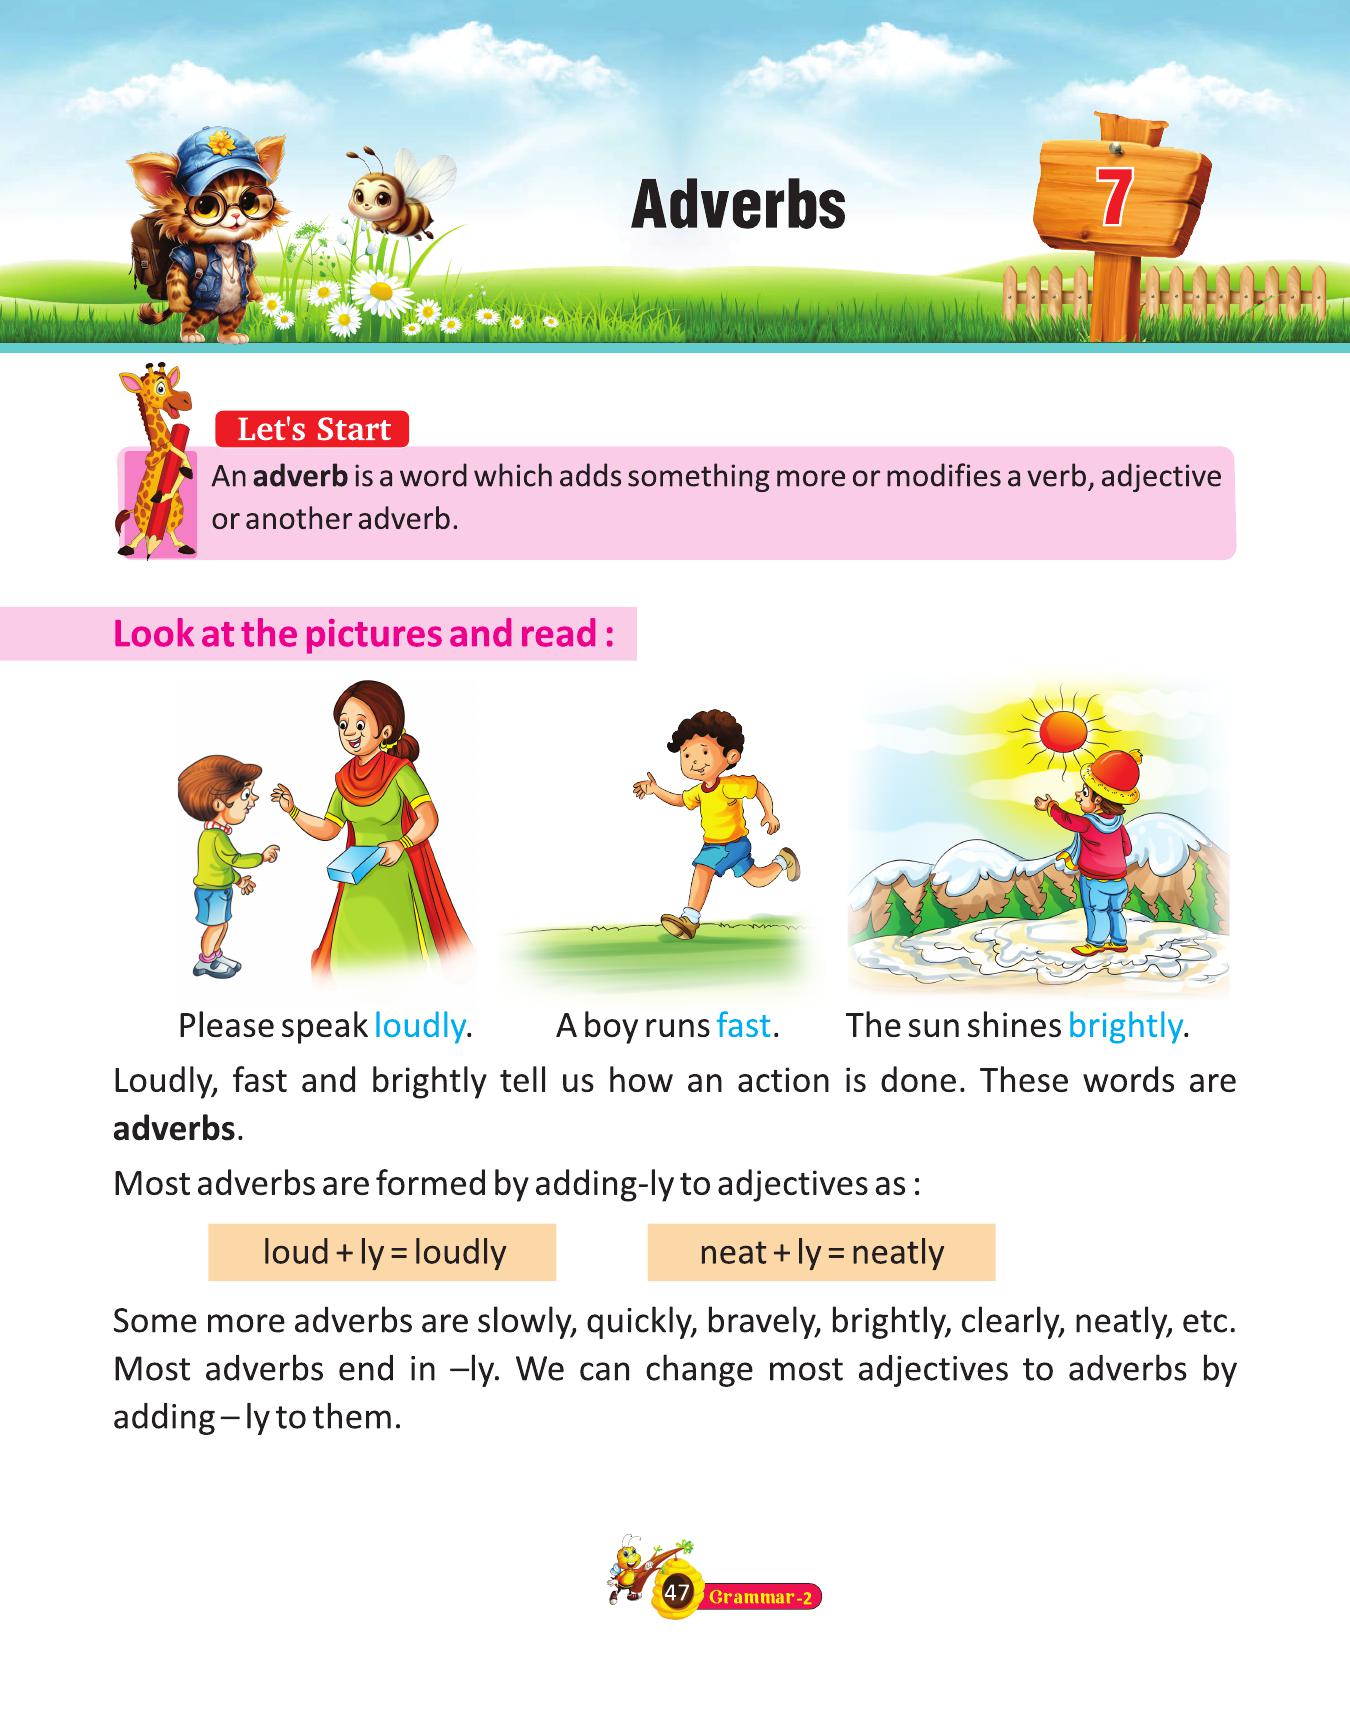 Adverbs
7
Let's Start
An adverb is a word which adds something more or modifies a verb, adjective
or another adverb.
Look at the pictures and read :
Please speak loudly.
A boy runs fast.
The sun shines brightly.
Loudly, fast and brightly tell us how an action is done. These words are
adverbs.
Most adverbs are formed by adding-ly to adjectives as :
loud + ly = loudly
neat + ly = neatly
Some more adverbs are slowly, quickly, bravely, brightly, clearly, neatly, etc.
Most adverbs end in –ly. We can change most adjectives to adverbs by
adding – ly to them.
47
Grammar-2